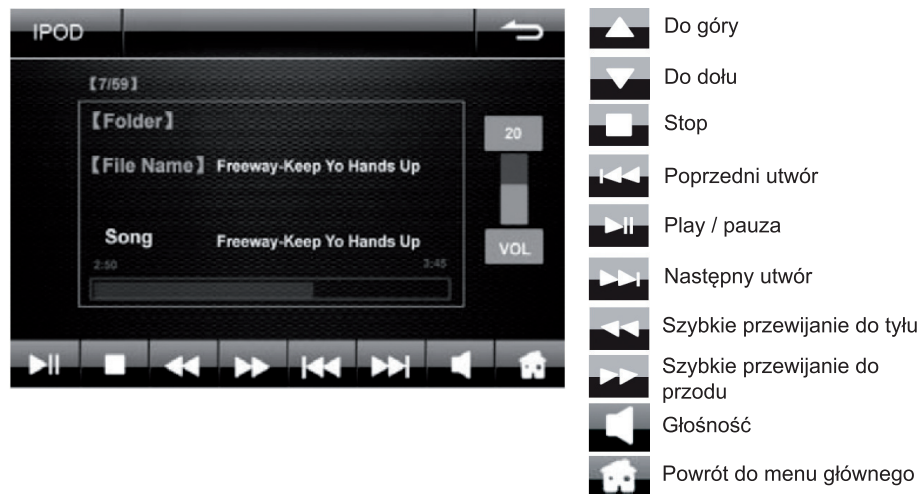 IPOD
【7/59】
【Folder】
【File Name】 Freeway-Keep Yo Hands Up
Song Freeway-Keep Yo Hands Up
2:50 3:45
20
VOL
Do góry
Do dołu
Stop
Poprzedni utwór
Play / pauza
Następny utwór
Szybkie przewijanie do tyłu
Szybkie przewijanie do
przodu
Głośność
Powrót do menu głównego